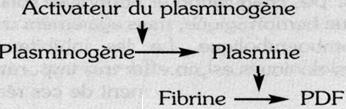 Activateur du plasminogène
Plasminogène Plasmine
Fibrine PDF